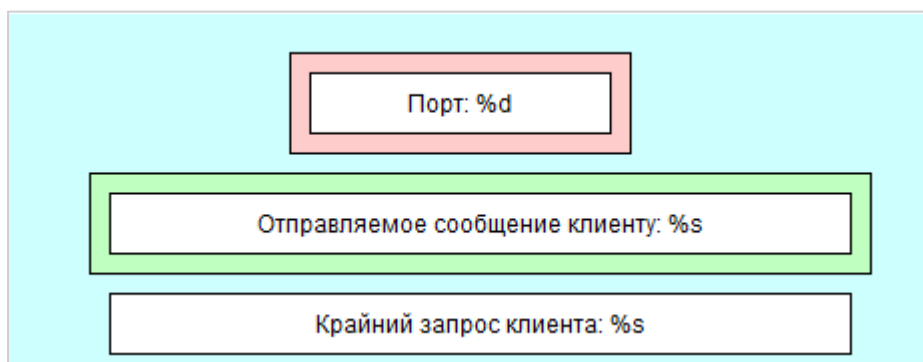 Порт: %d
Отправляемое сообщение клиенту: %s
Крайний запрос клиента: %s